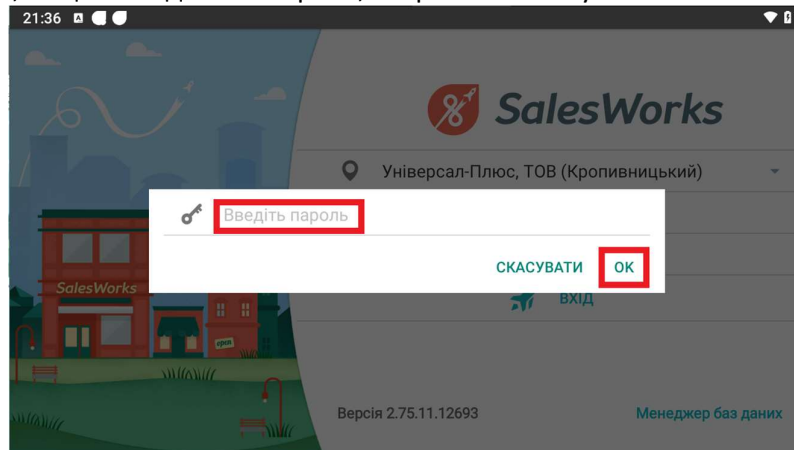 21:36
SalesWorks
Універсал-Плюс, ТОВ (Кропивницький)
Введіть пароль
СКАСУВАТИ
ОК
SalesWorks
ВХІД
open
Версія 2.75.11.12693
Менеджер баз даних